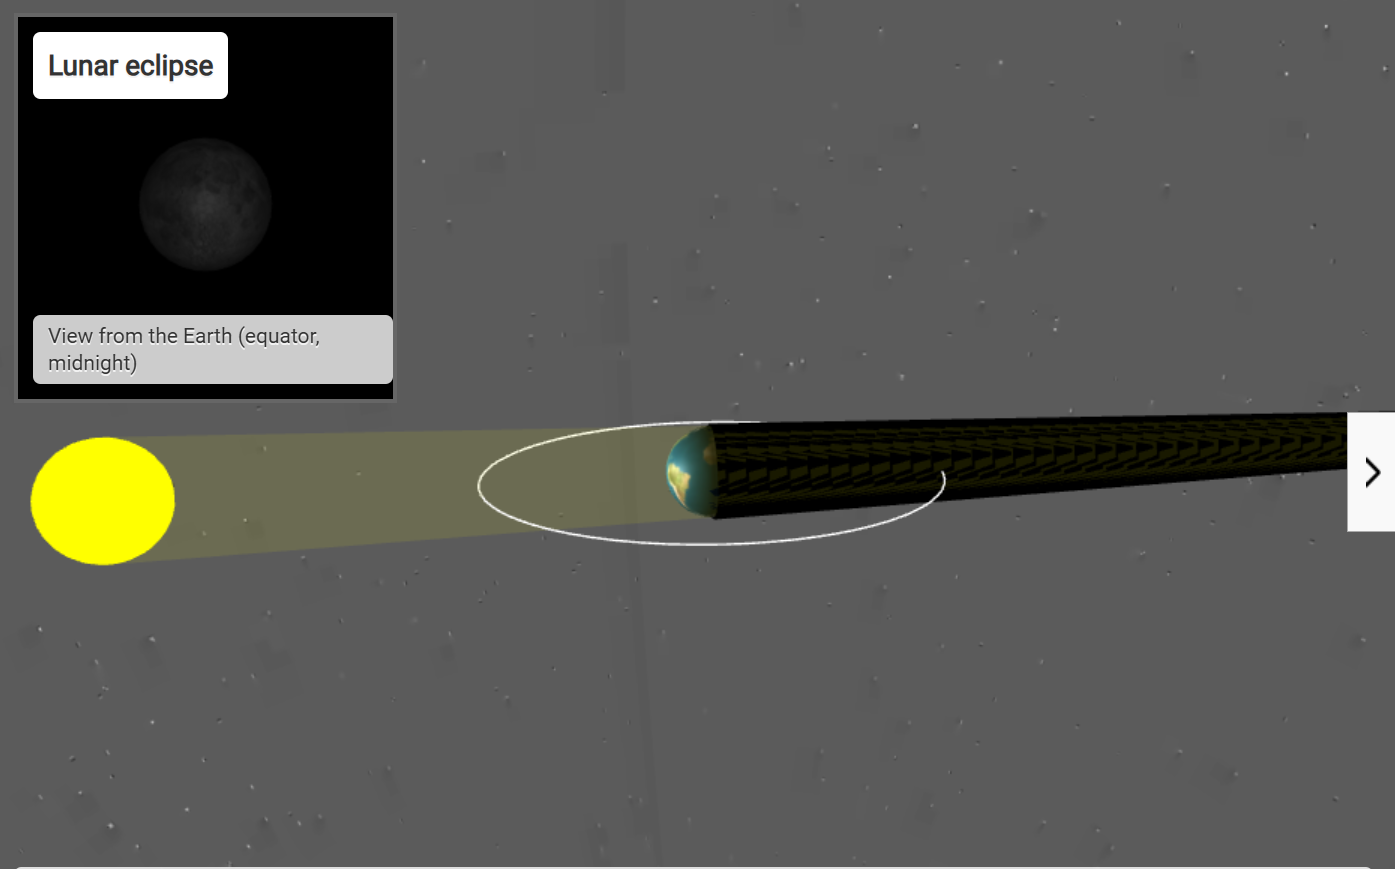 Lunar eclipse
View from the Earth (equator,
midnight)